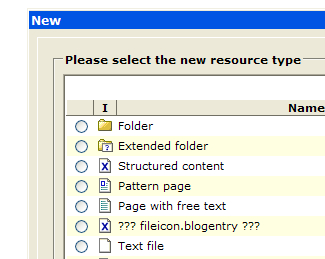 New
Please select the new resource type
I Name
Folder
Extended folder
Structured content
Pattern page
Page with free text
??? fileicon.blogentry ???
Text file